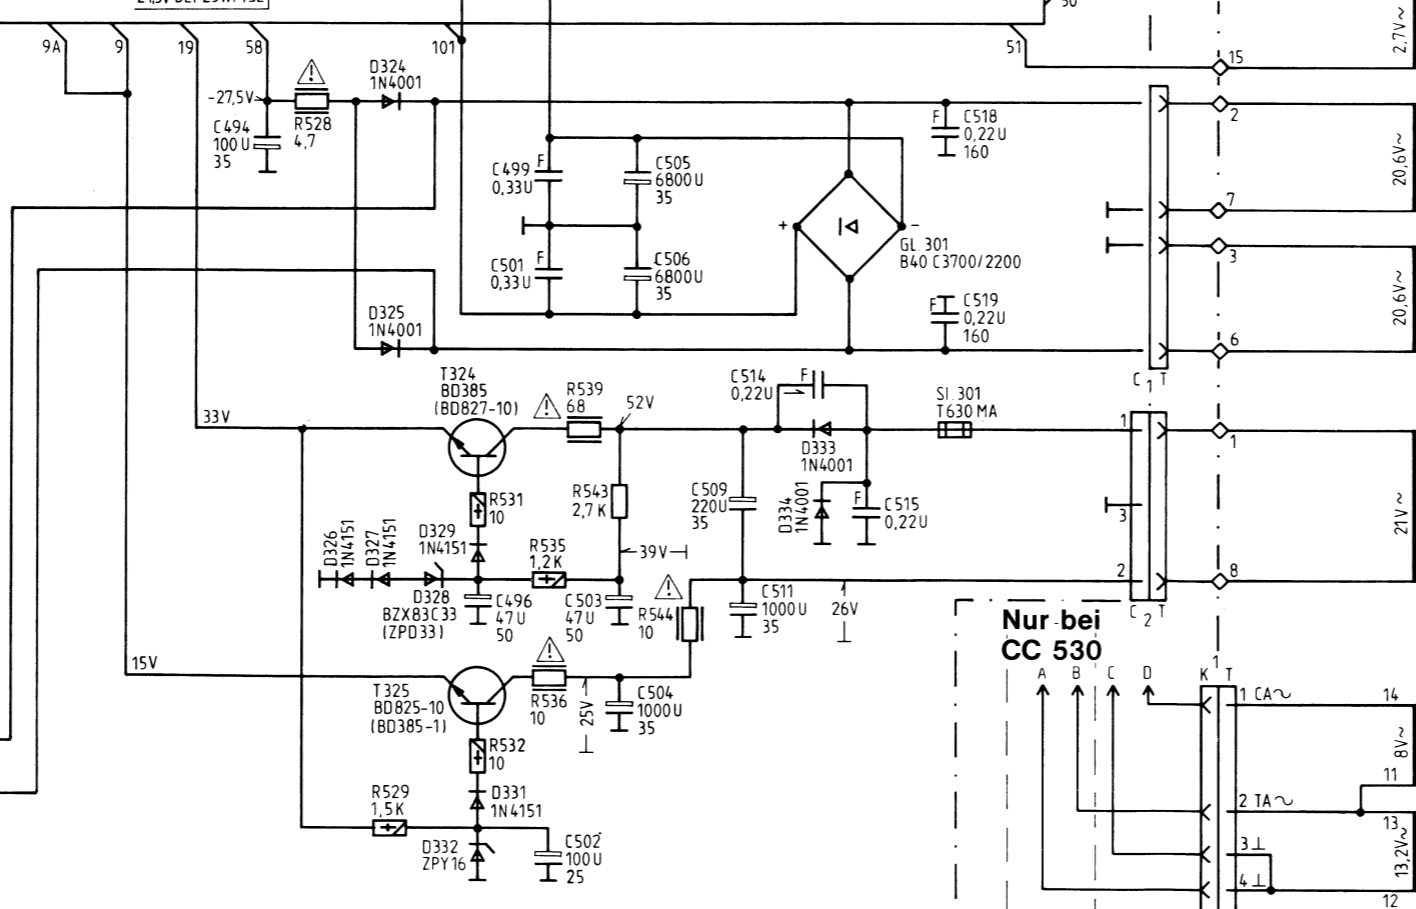 50
2,7V~
9A
9
19
58
101
51
15
D324
1N4001
-27,5V
R528
4,7
C494
100U
35
F
C518
0,22U
160
2
20,6V~
F
C499
0,33U
C505
6800U
35
7
+
-
GL 301
B40 C3700/2200
3
F
C501
0,33U
C506
6800U
35
20,6V~
D325
1N4001
F
C519
0,22U
160
6
T324
BD385
(BD827-10)
R539
68
52V
C514
0,22U
F
SI.301
T630MA
C 1 T
33V
1
1
D333
1N4001
R531
10
R543
2,7K
C509
220U
35
D334
1N4001
F
C515
0,22U
3
21V~
D326
1N4151
D327
1N4151
D329
1N4151
R535
1,2K
39V
2
8
D328
BZX83C33
(ZPD33)
C496
47U
50
C503
47U
50
R544
10
C511
1000U
35
26V
C 2 T
Nur bei
CC 530
15V
T325
BD825-10
(BD385-1)
R536
10
25V
C504
1000U
35
A
B
C
D
K 1 T
1 CA~
14
8V~
R532
10
11
R529
1,5K
D331
1N4151
2 TA~
13
D332
ZPY16
C502
100U
25
3⊥
13,2V~
4⊥
12